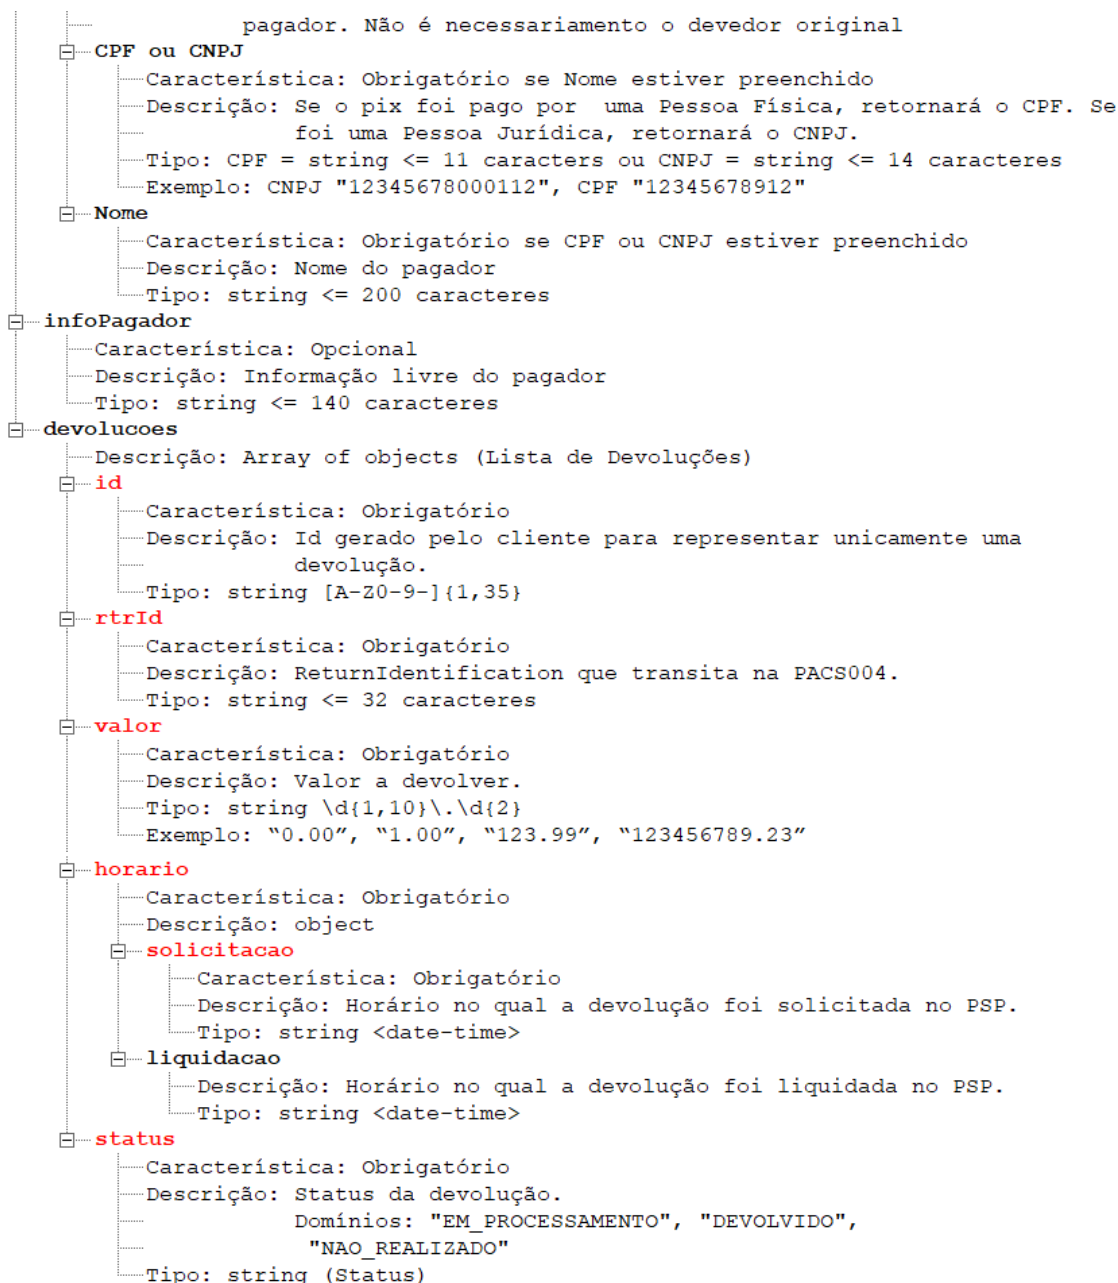 pagador. Não é necessariamento o devedor original
CPF ou CNPJ
Característica: Obrigatório se Nome estiver preenchido
Descrição: Se o pix foi pago por uma Pessoa Física, retornará o CPF. Se
foi uma Pessoa Jurídica, retornará o CNPJ.
Tipo: CPF = string <= 11 caracters ou CNPJ = string <= 14 caracteres
Exemplo: CNPJ "12345678000112", CPF "12345678912"
Nome
Característica: Obrigatório se CPF ou CNPJ estiver preenchido
Descrição: Nome do pagador
Tipo: string <= 200 caracteres
infoPagador
Característica: Opcional
Descrição: Informação livre do pagador
Tipo: string <= 140 caracteres
devolucoes
Descrição: Array of objects (Lista de Devoluções)
id
Característica: Obrigatório
Descrição: Id gerado pelo cliente para representar unicamente uma
devolução.
Tipo: string [A-Z0-9-]{1,35}
rtrId
Característica: Obrigatório
Descrição: ReturnIdentification que transita na PACS004.
Tipo: string <= 32 caracteres
valor
Característica: Obrigatório
Descrição: Valor a devolver.
Tipo: string \d{1,10}\.\d{2}
Exemplo: “0.00”, “1.00”, “123.99”, “123456789.23”
horario
Característica: Obrigatório
Descrição: object
solicitacao
Característica: Obrigatório
Descrição: Horário no qual a devolução foi solicitada no PSP.
Tipo: string <date-time>
liquidacao
Descrição: Horário no qual a devolução foi liquidada no PSP.
Tipo: string <date-time>
status
Característica: Obrigatório
Descrição: Status da devolução.
Domínios: "EM_PROCESSAMENTO", "DEVOLVIDO",
"NAO_REALIZADO"
Tipo: string (Status)